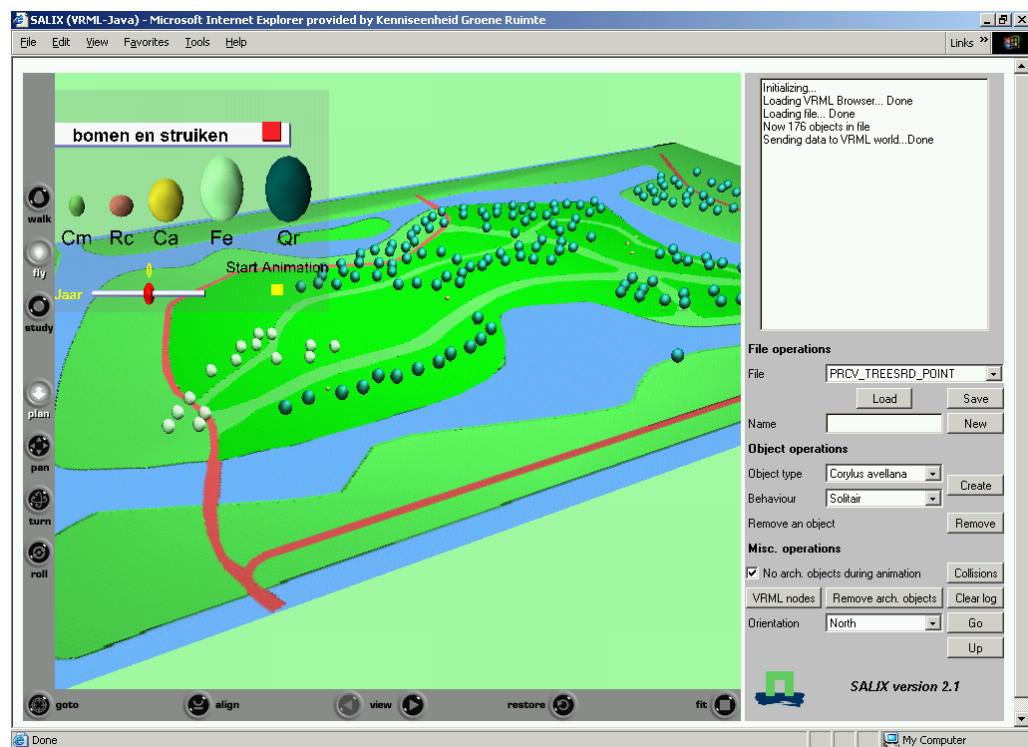 SALIX (VRML-Java) - Microsoft Internet Explorer provided by Kenniseenheid Groene Ruimte
File Edit View Favorites Tools Help
Links »
bomen en struiken
Cm Rc Ca Fe Qr
Start Animation
Jaar
walk
fly
study
plan
pan
turn
roll
goto align view restore fit
Initializing...
Loading VRML Browser... Done
Loading file... Done
Now 176 objects in file
Sending data to VRML world...Done
File operations
File PRCV_TREESRD_POINT
Load Save
Name New
Object operations
Object type Corylus avellana
Create
Behaviour Solitair
Remove an object Remove
Misc. operations
No arch. objects during animation Collisions
VRML nodes Remove arch. objects Clear log
Orientation North Go
Up
SALIX version 2.1
Done My Computer